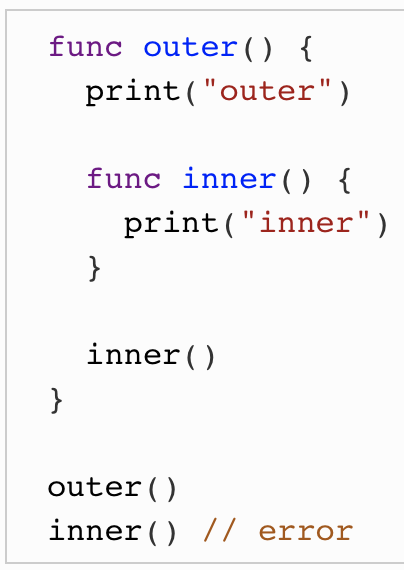 func outer() {
  print("outer")

  func inner() {
    print("inner")
  }

  inner()
}

outer()
inner() // error